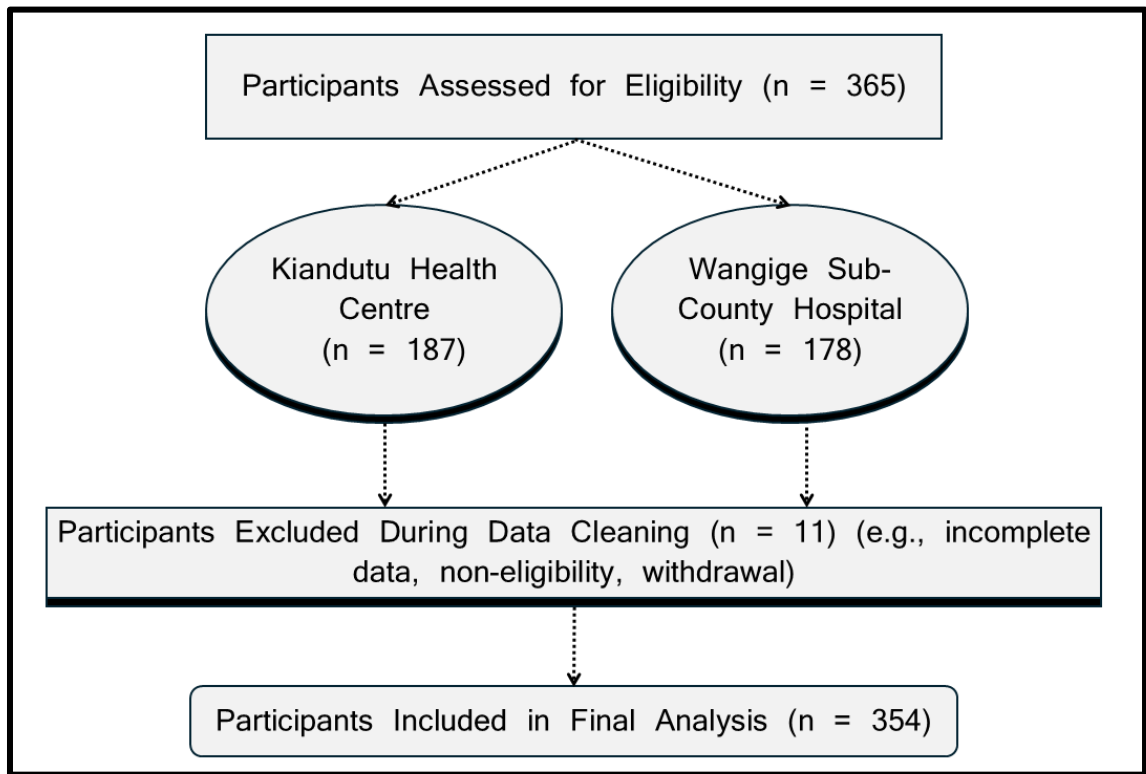 Participants Assessed for Eligibility (n = 365)
Kiandutu Health
Centre
(n = 187)
Wangige Sub-
County Hospital
(n = 178)
Participants Excluded During Data Cleaning (n = 11) (e.g., incomplete
data, non-eligibility, withdrawal)
Participants Included in Final Analysis (n = 354)